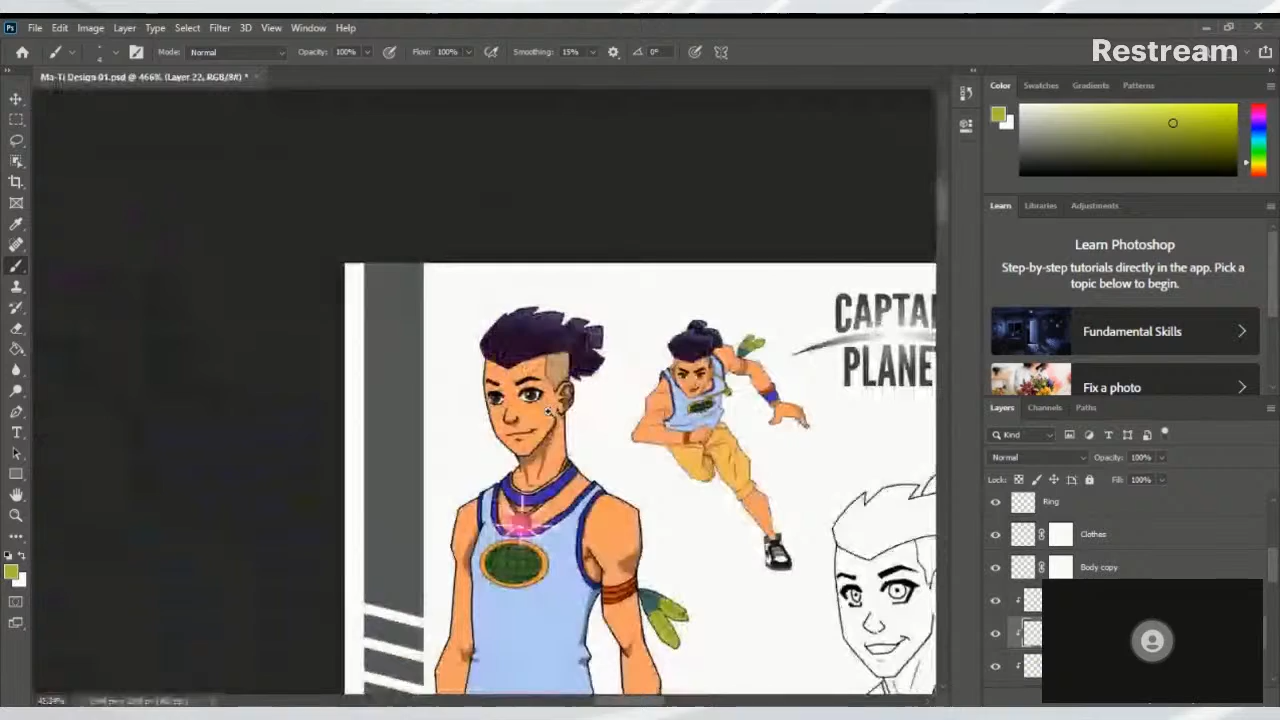 Ps File Edit Image Layer Type Select Filter 3D View Window Help
4 Mode: Normal Opacity: 100% Flow: 100% Smoothing: 15% 0°
Restream
Ma-Ti Design 01.psd @ 466% (Layer 22, RGB/8#) *
Color Swatches Gradients Patterns
Learn Libraries Adjustments
Learn Photoshop
Step-by-step tutorials directly in the app. Pick a
topic below to begin.
Fundamental Skills
Fix a photo
CAPTA
PLANE
Layers Channels Paths
Kind
Normal Opacity: 100%
Lock: Fill: 100%
Ring
Clothes
Body copy